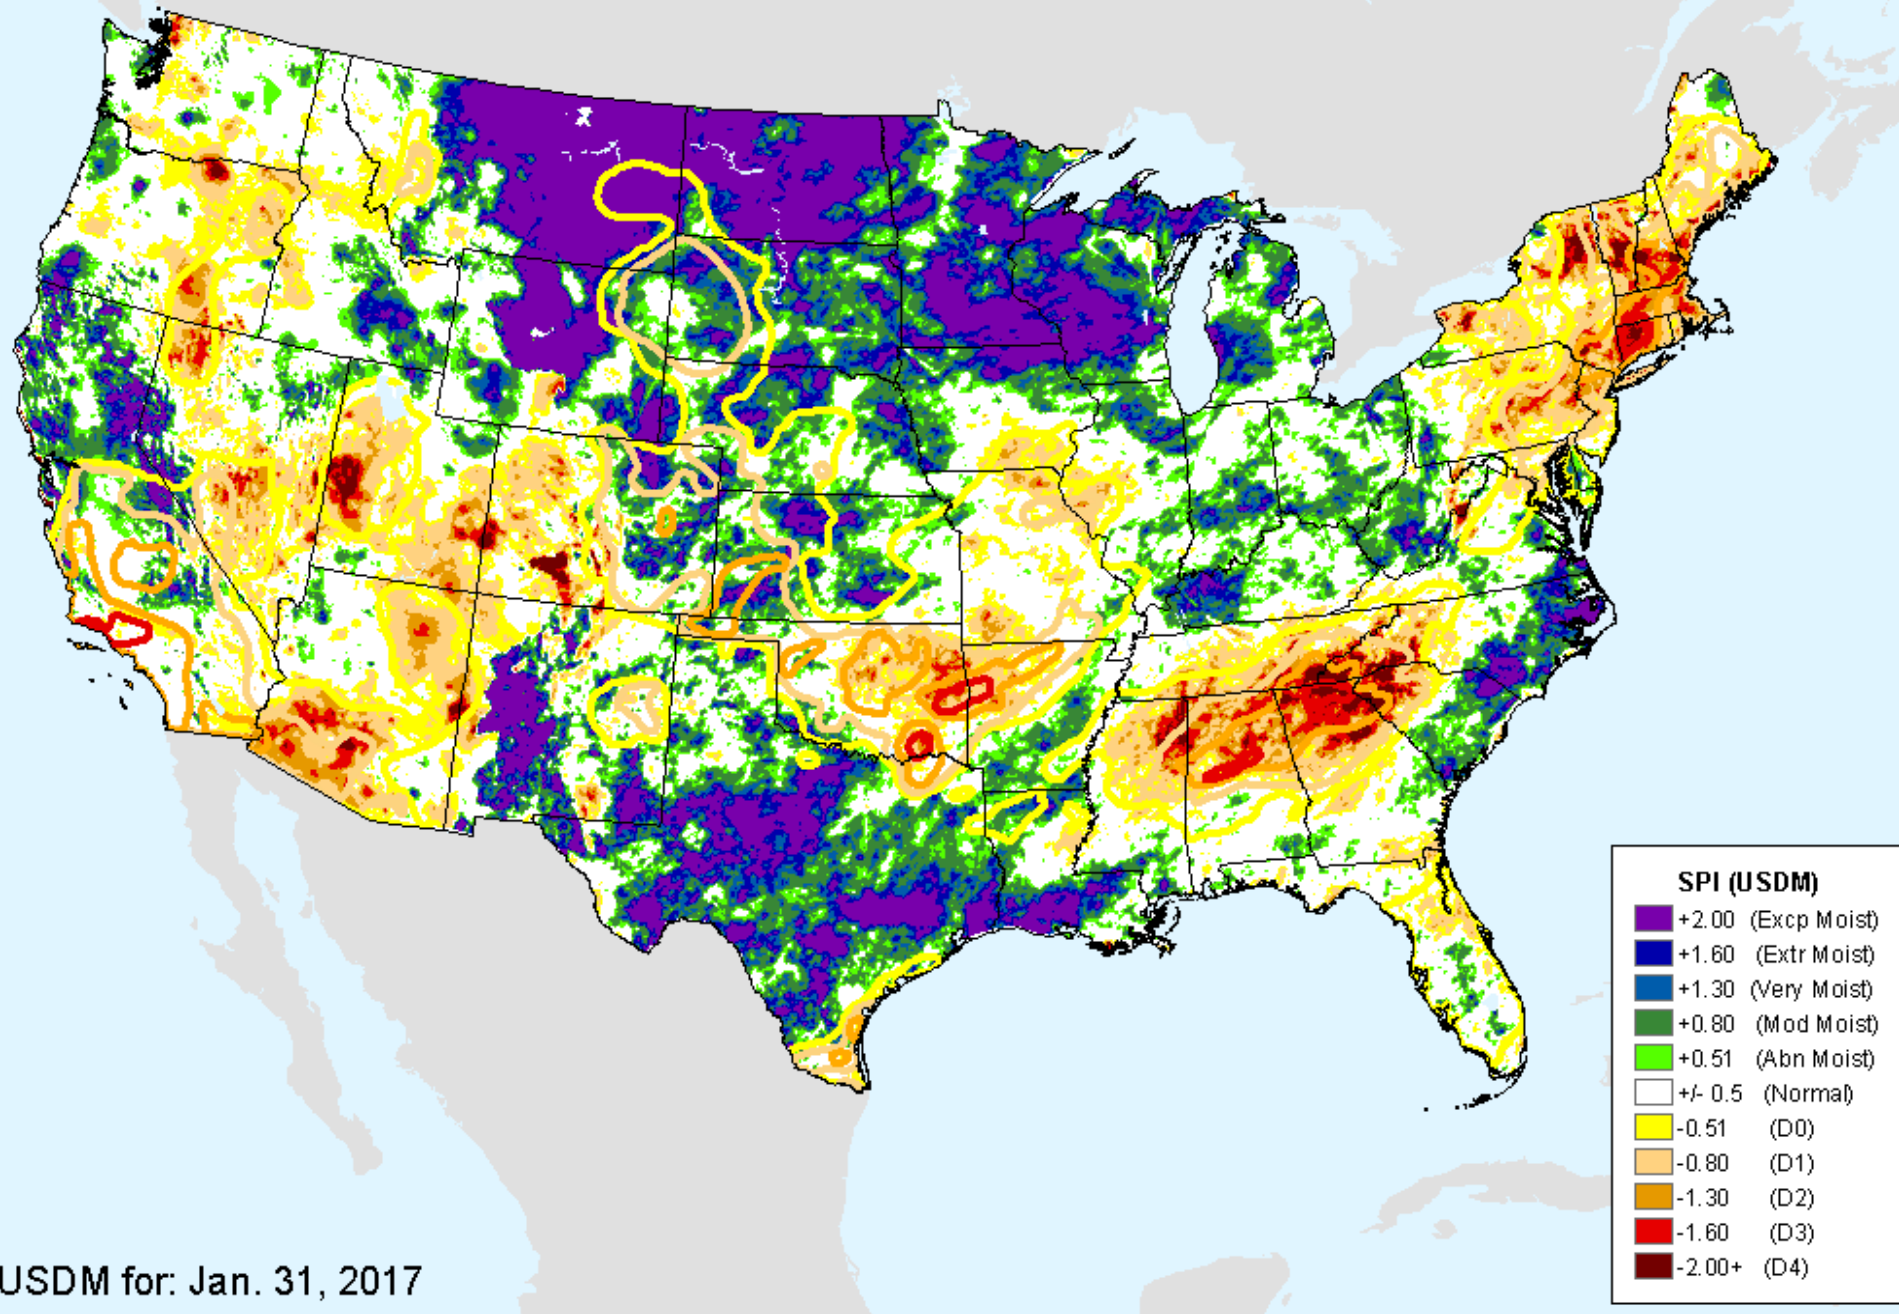 SPI (USDM)
+2.00 (Excp Moist)
+1.60 (Extr Moist)
+1.30 (Very Moist)
+0.80 (Mod Moist)
+0.51 (Abn Moist)
+/- 0.5 (Normal)
-0.51 (D0)
-0.80 (D1)
-1.30 (D2)
-1.60 (D3)
-2.00+ (D4)
USDM for: Jan. 31, 2017